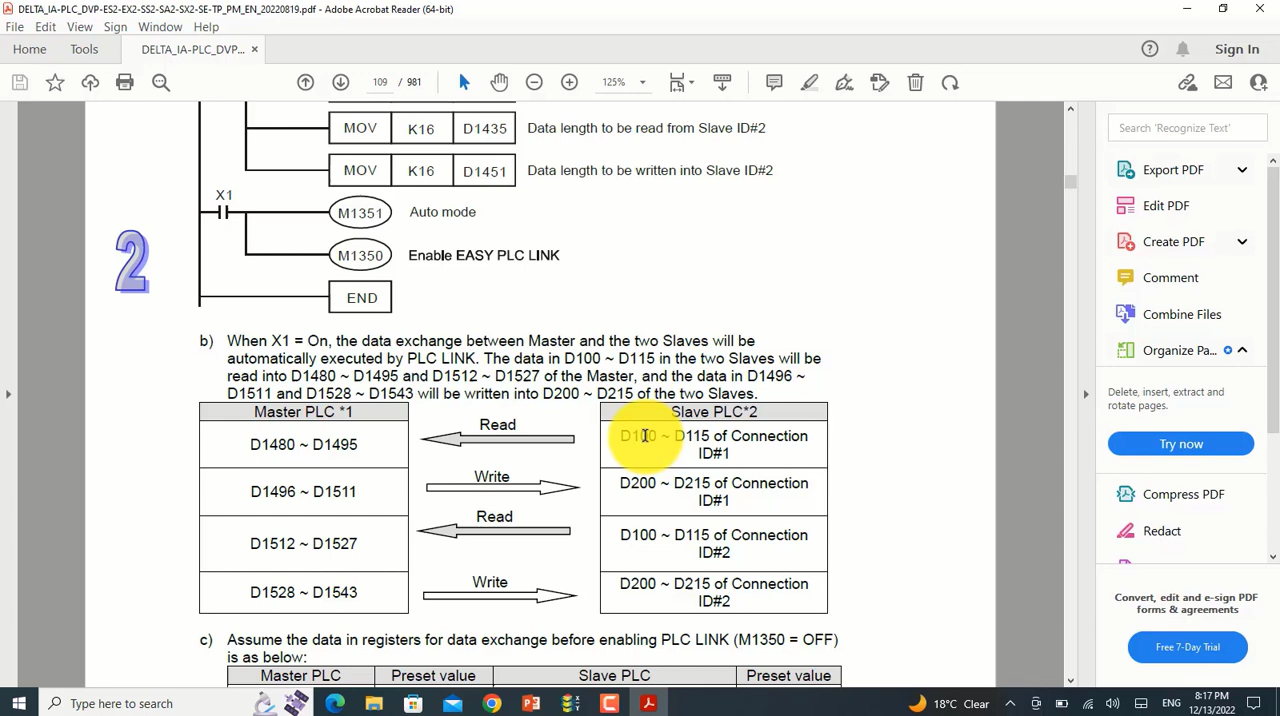 DELTA_IA-PLC_DVP-ES2-EX2-SS2-SA2-SX2-SE-TP_PM_EN_20220819.pdf - Adobe Acrobat Reader (64-bit)
File Edit View Sign Window Help
Home Tools DELTA_IA-PLC_DVP... × Sign In
109 / 981 125%
MOV K16 D1435 Data length to be read from Slave ID#2
MOV K16 D1451 Data length to be written into Slave ID#2
X1
M1351 Auto mode
M1350 Enable EASY PLC LINK
2
END
b) When X1 = On, the data exchange between Master and the two Slaves will be
automatically executed by PLC LINK. The data in D100 ~ D115 in the two Slaves will be
read into D1480 ~ D1495 and D1512 ~ D1527 of the Master, and the data in D1496 ~
D1511 and D1528 ~ D1543 will be written into D200 ~ D215 of the two Slaves.
Master PLC *1 Slave PLC*2
D1480 ~ D1495 Read D100 ~ D115 of Connection
ID#1
D1496 ~ D1511 Write D200 ~ D215 of Connection
ID#1
D1512 ~ D1527 Read D100 ~ D115 of Connection
ID#2
D1528 ~ D1543 Write D200 ~ D215 of Connection
ID#2
c) Assume the data in registers for data exchange before enabling PLC LINK (M1350 = OFF)
is as below:
Master PLC Preset value Slave PLC Preset value
Search 'Recognize Text'
Export PDF
Edit PDF
Create PDF
Comment
Combine Files
Organize Pa...
Delete, insert, extract and
rotate pages.
Try now
Compress PDF
Redact
Convert, edit and e-sign PDF
forms & agreements
Free 7-Day Trial
Type here to search
18°C Clear ENG 8:17 PM
12/13/2022